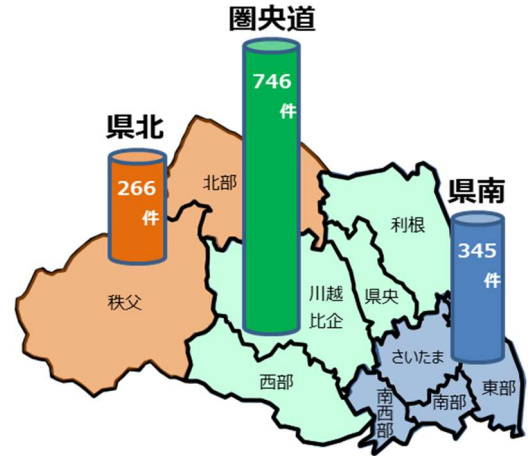 圏央道
746
件
県北
266
件
県南
345
件
北部
利根
秩父
川越
比企
県央
さいたま
西部
南西部
南部
東部